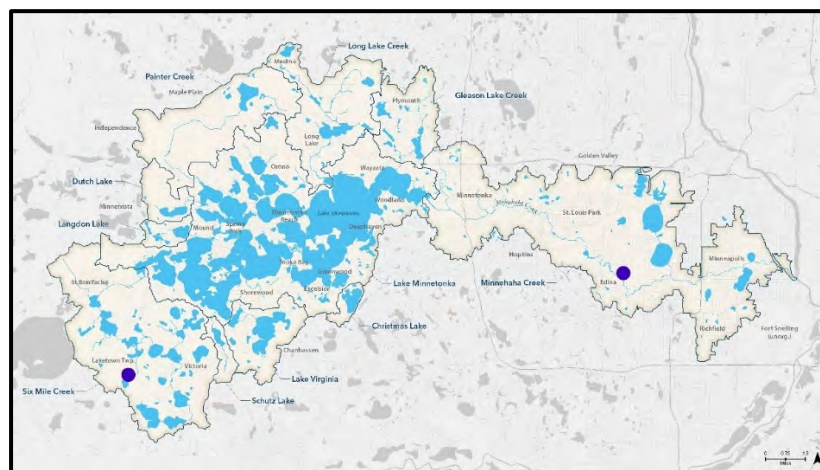 Long Lake Creek
Medina
Painter Creek
Maple Plain
Plymouth
Gleason Lake Creek
Independence
Long
Lake
Golden Valley
Orono
Wayzata
Dutch Lake
Minnetonka
Woodland
Minnetrista
Lake Minnetonka
St. Louis Park
Langdon Lake
Mound
Deephaven
Minneapolis
Hopkins
Tonka Bay
Greenwood
St. Bonifacius
Lake Minnetonka
Minnehaha Creek
Edina
Shorewood
Excelsior
Christmas Lake
Richfield
Fort Snelling
(unorg.)
Chanhassen
Laketown Twp.
Victoria
Lake Virginia
Six Mile Creek
Schutz Lake
Miles